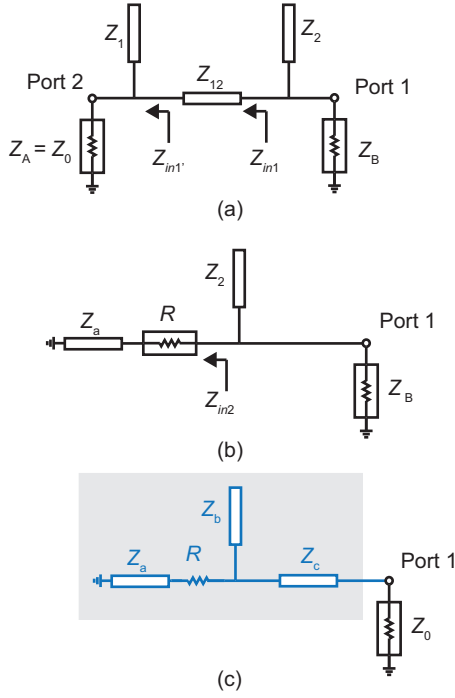 Z1 Z2
Port 2 Z12 Port 1
ZA = Z0 Zin1' Zin1 ZB
(a)
Z2
Za R Port 1
Zin2 ZB
(b)
Zb
Za R Zc Port 1
Z0
(c)